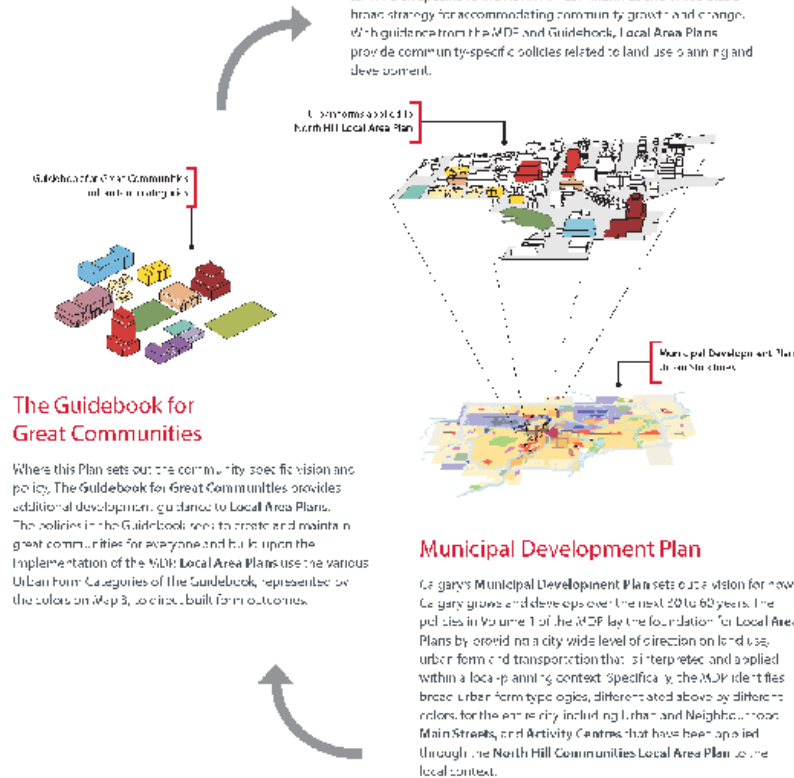 broad strategy for accommodating community growth and change.
With guidance from the MDP and Guidebook, Local Area Plans
provide community-specific policies related to land use planning and
development.
Urban forms applied to
North Hill Local Area Plan
Guidebook for Great Communities
urban form categories
Municipal Development Plan
Urban Structures
The Guidebook for
Great Communities
Where this Plan sets out the community-specific vision and
policy, The Guidebook for Great Communities provides
additional development guidance to Local Area Plans.
The policies in the Guidebook seek to create and maintain
great communities for everyone and build upon the
implementation of the MDP. Local Area Plans use the various
Urban Form Categories of The Guidebook, represented by
the colors on Map 3, to direct built form outcomes.
Municipal Development Plan
Calgary's Municipal Development Plan sets out a vision for how
Calgary grows and develops over the next 30 to 60 years. The
policies in Volume 1 of the MDP lay the foundation for Local Area
Plans by providing a city-wide level of direction on land use,
urban form and transportation that is interpreted and applied
within a local planning context. Specifically, the MDP identifies
broad urban form typologies, differentiated above by different
colors, for the entire city including Urban and Neighbourhood
Main Streets, and Activity Centres that have been applied
through the North Hill Communities Local Area Plan to the
local context.